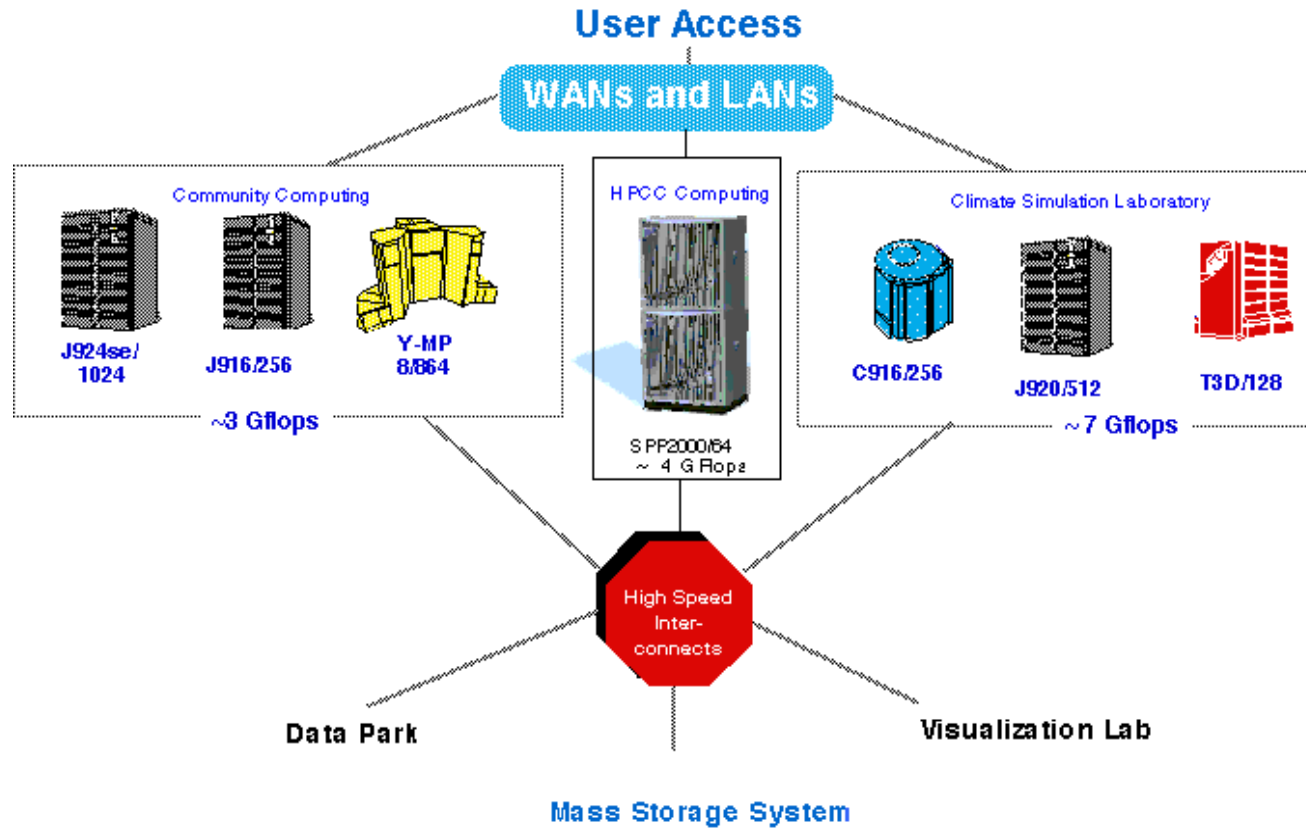 User Access
WANs and LANs
Community Computing
J924se/
1024
J916/256
Y-MP
8/864
~3 Gflops
HPCC Computing
SPP2000/64
~ 4 GFlops
Climate Simulation Laboratory
C916/256
J920/512
T3D/128
~7 Gflops
High Speed
Inter-
connects
Data Park
Visualization Lab
Mass Storage System